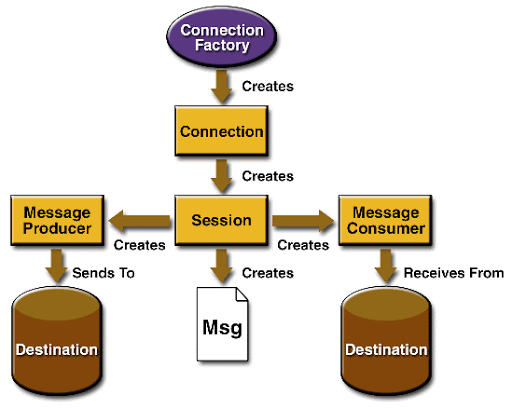 Connection
Factory
Creates
Connection
Creates
Message
Producer
Session
Message
Consumer
Creates
Creates
Sends To
Creates
Receives From
Msg
Destination
Destination